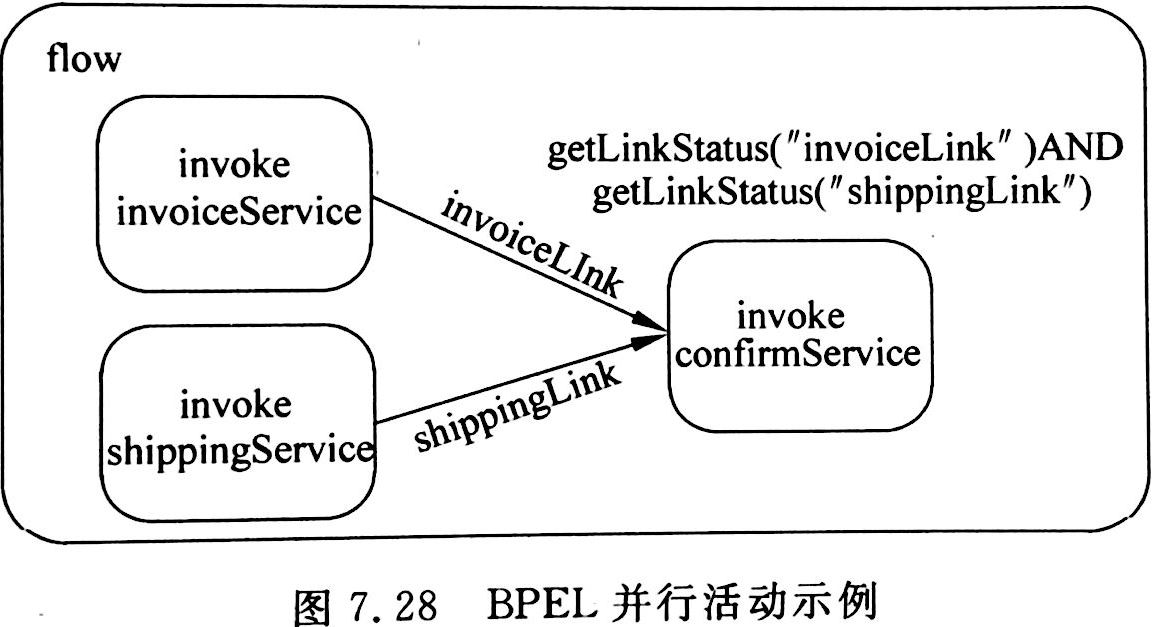 flow
invoke
invoiceService
getLinkStatus("invoiceLink" )AND
getLinkStatus("shippingLink")
invoiceLInk
invoke
confirmService
shippingLink
invoke
shippingService
图 7.28 BPEL 并行活动示例